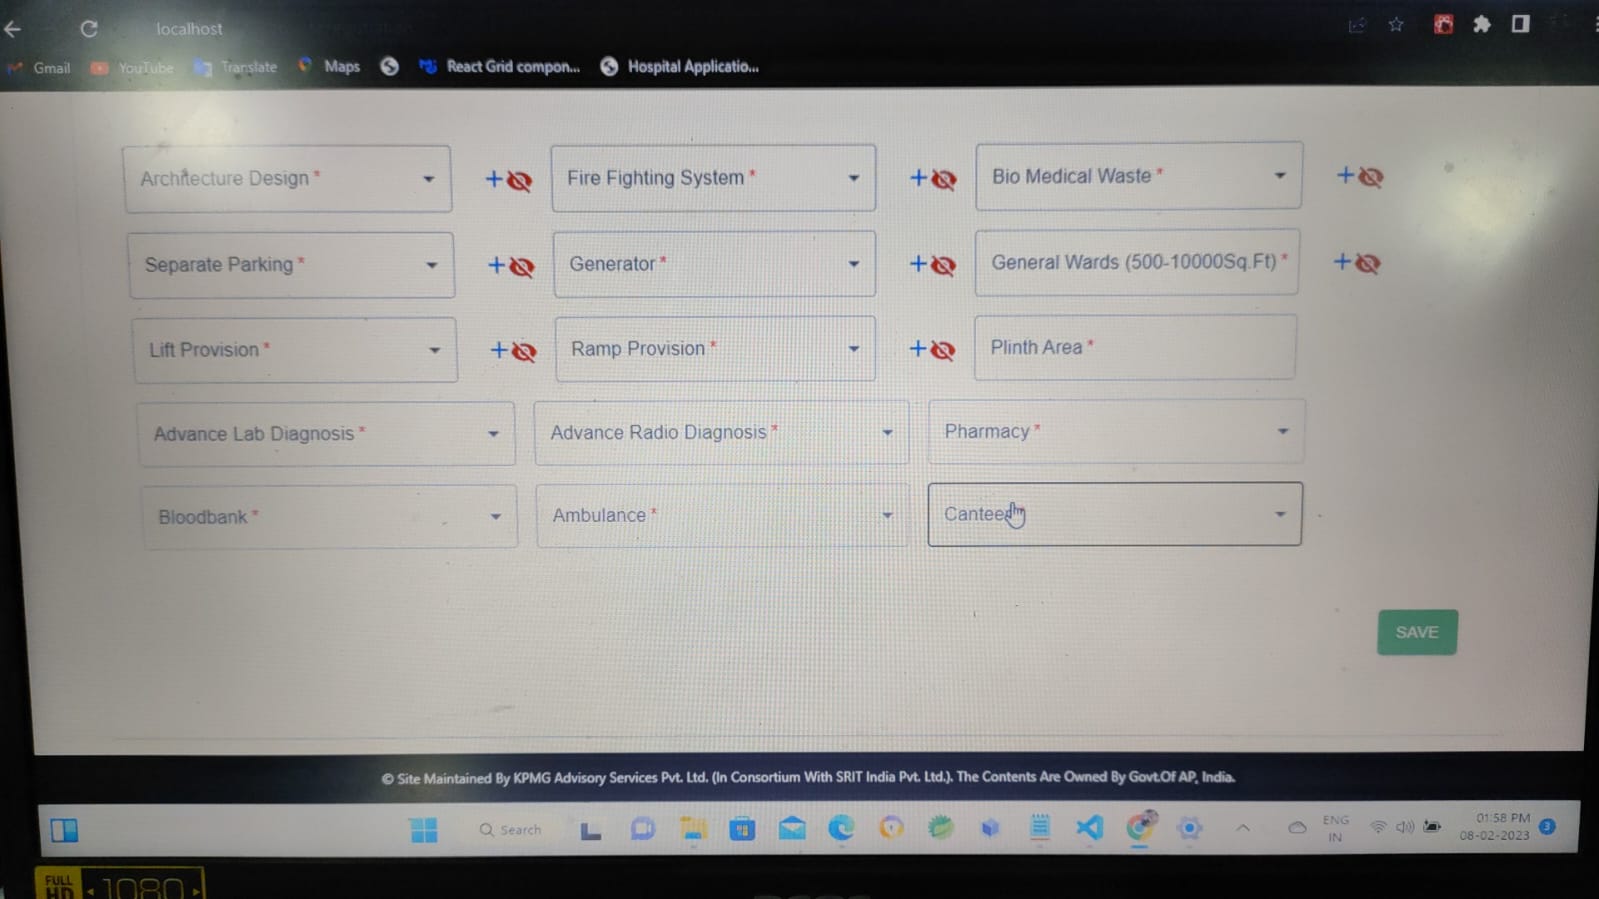 localhost
Gmail YouTube Translate Maps React Grid compon... Hospital Applicatio...
Architecture Design * Fire Fighting System * Bio Medical Waste *
Separate Parking * Generator * General Wards (500-10000Sq.Ft) *
Lift Provision * Ramp Provision * Plinth Area *
Advance Lab Diagnosis * Advance Radio Diagnosis * Pharmacy *
Bloodbank * Ambulance * Canteen
SAVE
© Site Maintained By KPMG Advisory Services Pvt. Ltd. (In Consortium With SRIT India Pvt. Ltd.). The Contents Are Owned By Govt.Of AP, India.
Search
ENG
IN
01:58 PM
08-02-2023
3
FULL
HD 1080